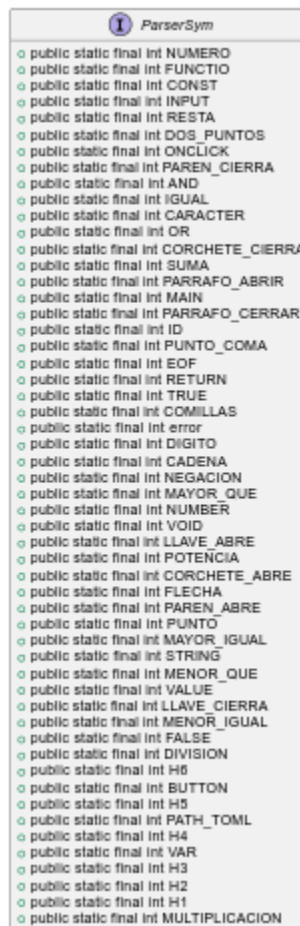 I ParserSym
public static final int NUMERO
public static final int FUNCTIO
public static final int CONST
public static final int INPUT
public static final int RESTA
public static final int DOS_PUNTOS
public static final int ONCLICK
public static final int PAREN_CIERRA
public static final int AND
public static final int IGUAL
public static final int CARACTER
public static final int OR
public static final int CORCHETE_CIERRA
public static final int SUMA
public static final int PARRAFO_ABRIR
public static final int MAIN
public static final int PARRAFO_CERRAR
public static final int ID
public static final int PUNTO_COMA
public static final int EOF
public static final int RETURN
public static final int TRUE
public static final int COMILLAS
public static final int error
public static final int DIGITO
public static final int CADENA
public static final int NEGACION
public static final int MAYOR_QUE
public static final int NUMBER
public static final int VOID
public static final int LLAVE_ABRE
public static final int POTENCIA
public static final int CORCHETE_ABRE
public static final int FLECHA
public static final int PAREN_ABRE
public static final int PUNTO
public static final int MAYOR_IGUAL
public static final int STRING
public static final int MENOR_QUE
public static final int VALUE
public static final int LLAVE_CIERRA
public static final int MENOR_IGUAL
public static final int FALSE
public static final int DIVISION
public static final int H6
public static final int BUTTON
public static final int H5
public static final int PATH_TOML
public static final int H4
public static final int VAR
public static final int H3
public static final int H2
public static final int H1
public static final int MULTIPLICACION